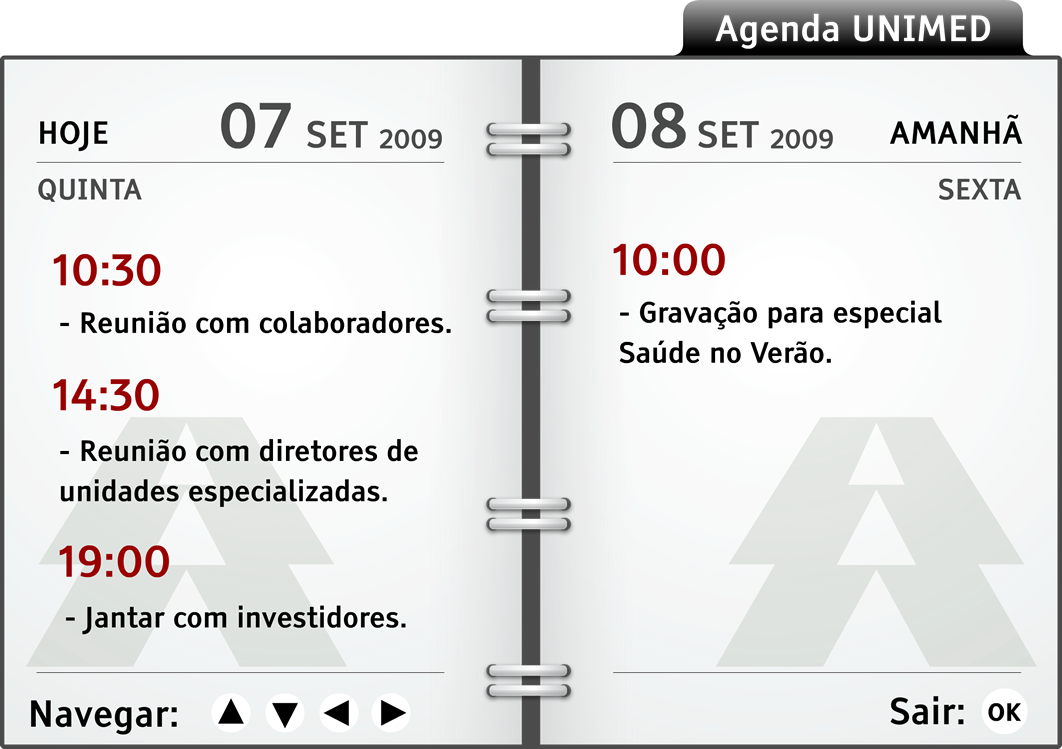 Agenda UNIMED
HOJE 07 SET 2009
QUINTA
10:30
- Reunião com colaboradores.
14:30
- Reunião com diretores de
unidades especializadas.
19:00
- Jantar com investidores.
Navegar:
08 SET 2009 AMANHÃ
SEXTA
10:00
- Gravação para especial
Saúde no Verão.
Sair: OK